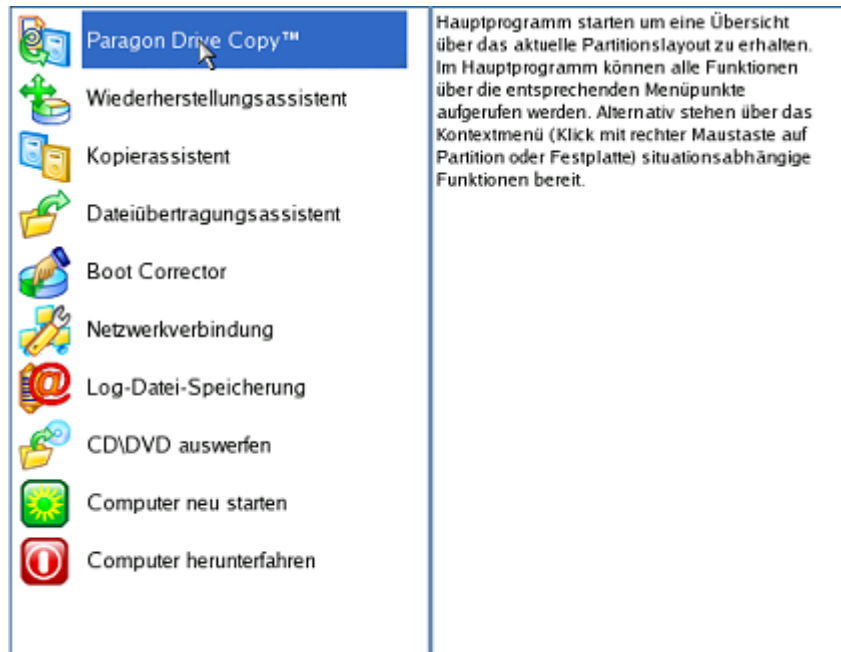 Paragon Drive Copy™
Wiederherstellungsassistent
Kopierassistent
Dateiübertragungsassistent
Boot Corrector
Netzwerkverbindung
Log-Datei-Speicherung
CD\DVD auswerfen
Computer neu starten
Computer herunterfahren
Hauptprogramm starten um eine Übersicht
über das aktuelle Partitionslayout zu erhalten.
Im Hauptprogramm können alle Funktionen
über die entsprechenden Menüpunkte
aufgerufen werden. Alternativ stehen über das
Kontextmenü (Klick mit rechter Maustaste auf
Partition oder Festplatte) situationsabhängige
Funktionen bereit.